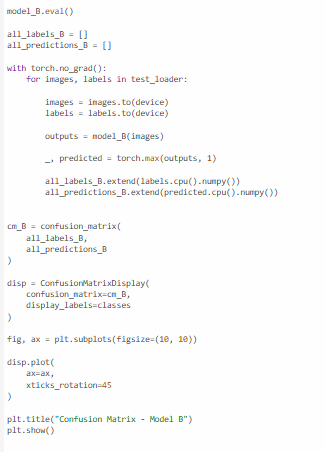 model_B.eval()

all_labels_B = []
all_predictions_B = []

with torch.no_grad():
    for images, labels in test_loader:

        images = images.to(device)
        labels = labels.to(device)

        outputs = model_B(images)

        _, predicted = torch.max(outputs, 1)

        all_labels_B.extend(labels.cpu().numpy())
        all_predictions_B.extend(predicted.cpu().numpy())


cm_B = confusion_matrix(
    all_labels_B,
    all_predictions_B
)

disp = ConfusionMatrixDisplay(
    confusion_matrix=cm_B,
    display_labels=classes
)

fig, ax = plt.subplots(figsize=(10, 10))

disp.plot(
    ax=ax,
    xticks_rotation=45
)

plt.title("Confusion Matrix - Model B")
plt.show()